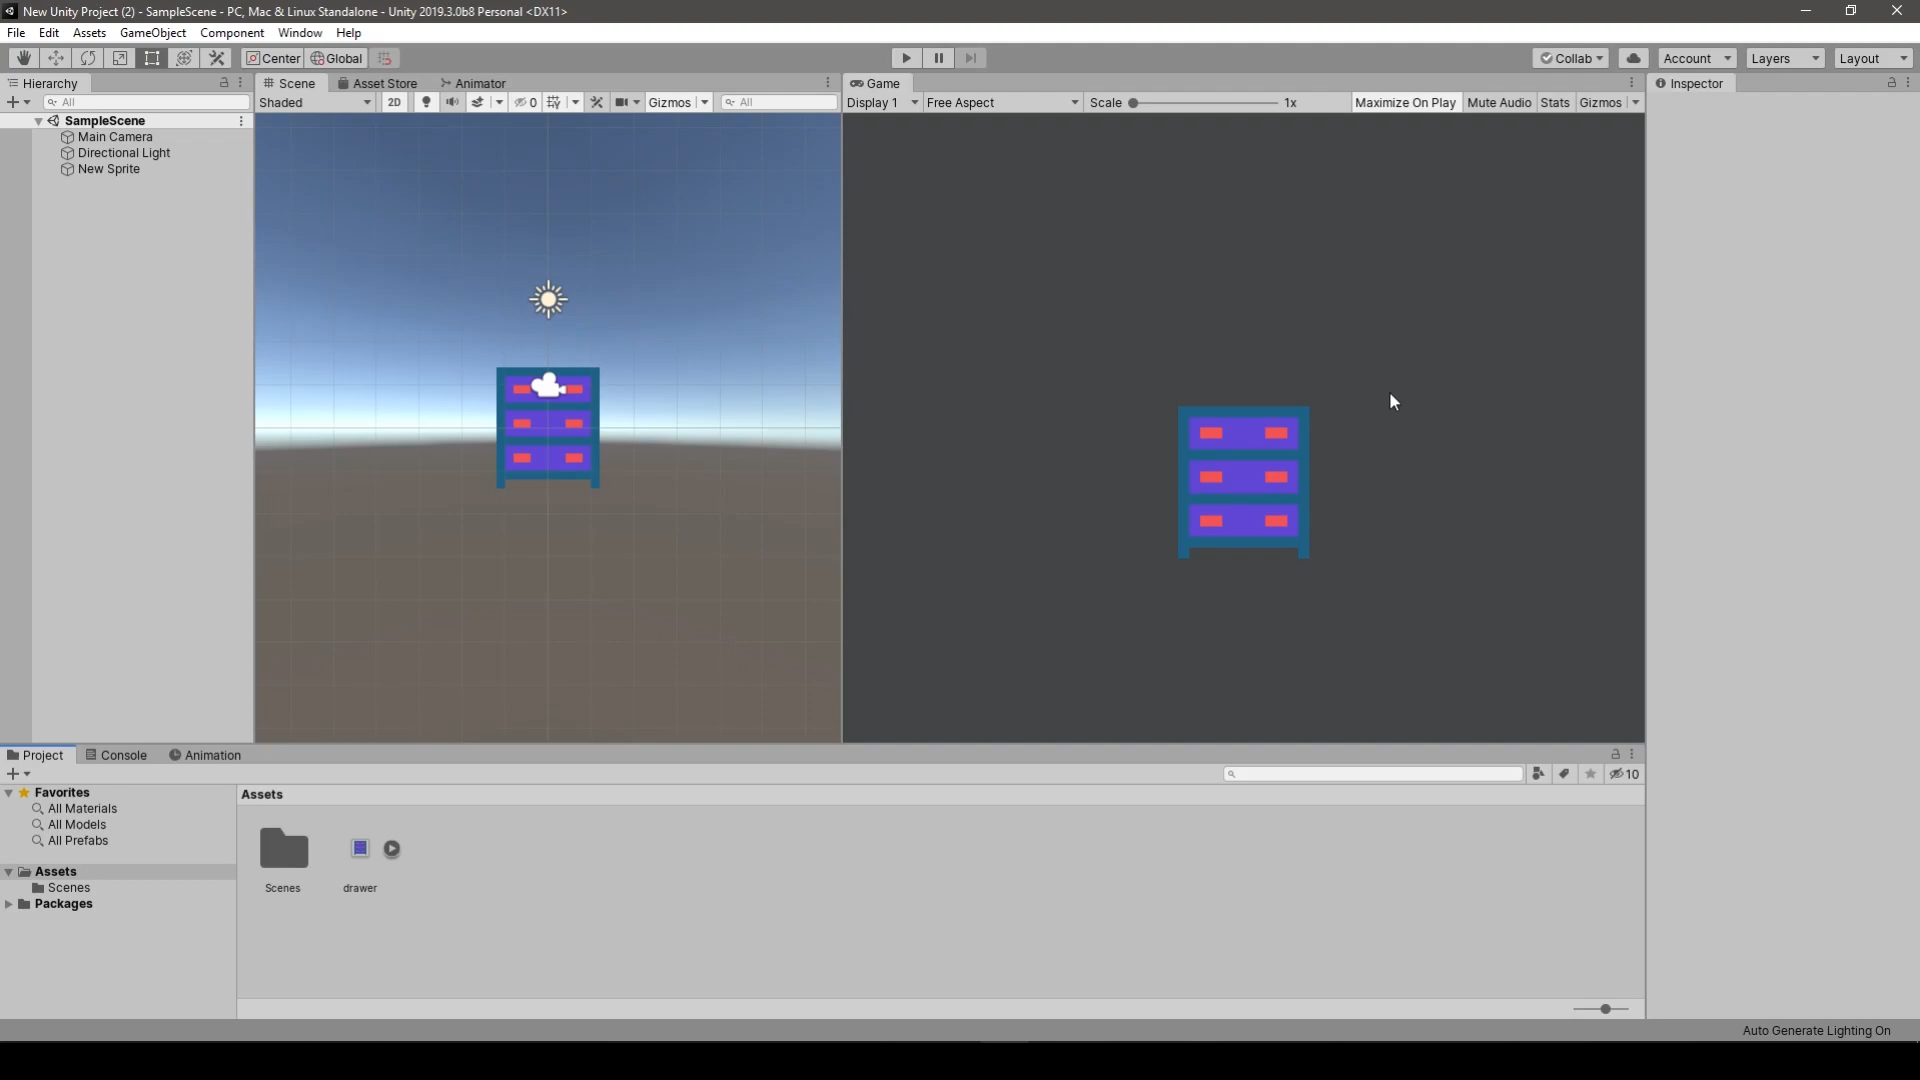 New Unity Project (2) - SampleScene - PC, Mac & Linux Standalone - Unity 2019.3.0b8 Personal <DX11>
File Edit Assets GameObject Component Window Help
Center Global Collab Account Layers Layout
Hierarchy Scene Asset Store Animator Game Inspector
All Shaded 2D 0 Gizmos All Display 1 Free Aspect Scale 1x Maximize On Play Mute Audio Stats Gizmos
SampleScene
Main Camera
Directional Light
New Sprite
Project Console Animation
10
Favorites
All Materials
All Models
All Prefabs
Assets
Scenes
Packages
Assets
Scenes drawer
Auto Generate Lighting On